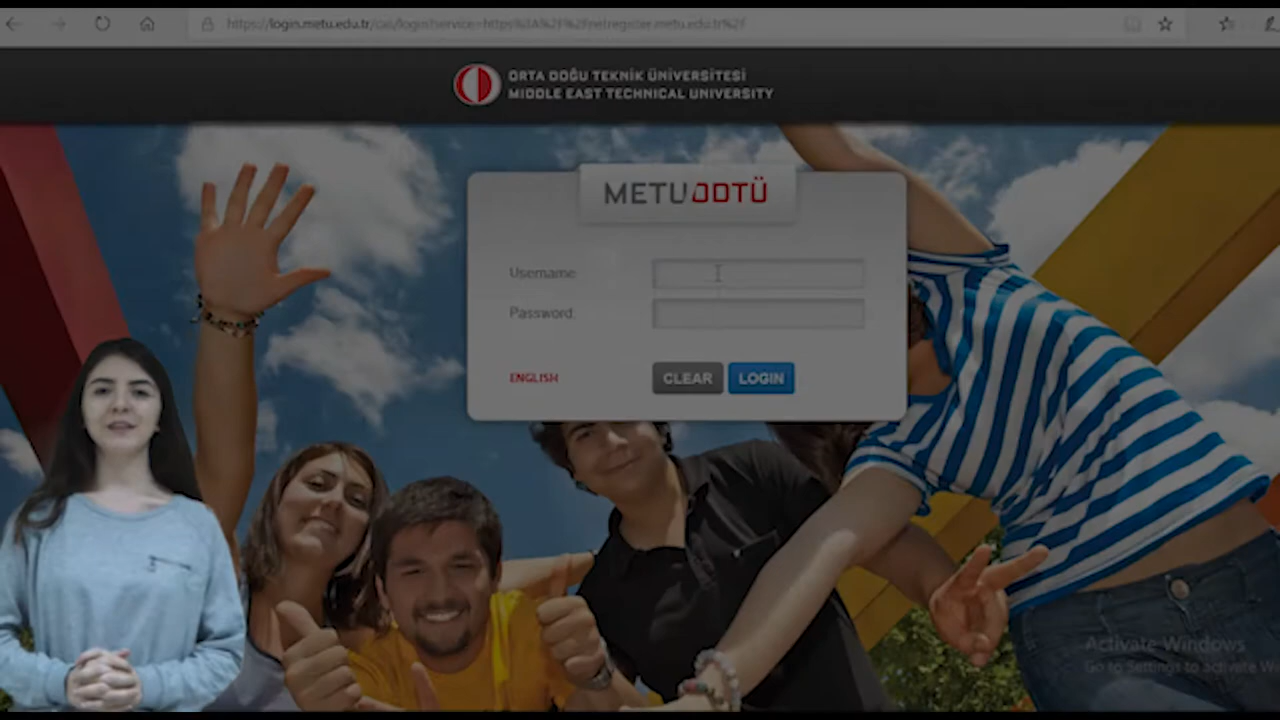 https://login.metu.edu.tr/cas/login?service=https%3A%2F%2Fnetregister.metu.edu.tr%2F
ORTA DOĞU TEKNİK ÜNİVERSİTESİ
MIDDLE EAST TECHNICAL UNIVERSITY
METU ODTÜ
Username:
Password:
ENGLISH
CLEAR
LOGIN
Activate Windows
Go to Settings to activate